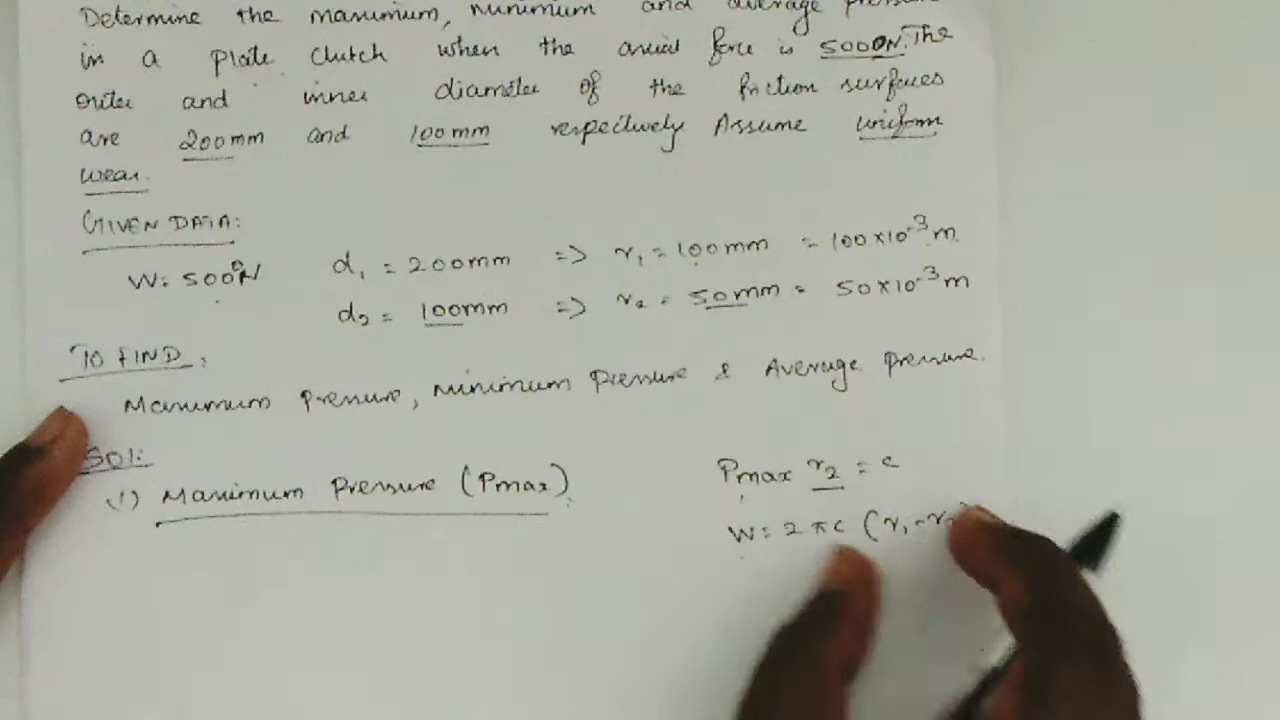 Determine the maximum, minimum and average
in a plate clutch when the axial force is 5000N. The
outer and inner diameter of the friction surfaces
are 200mm and 100mm respectively Assume uniform
wear.
GIVEN DATA:
W = 5000N d₁ = 200mm => r₁ = 100mm = 100×10⁻³m
d₂ = 100mm => r₂ = 50mm = 50×10⁻³m
TO FIND:
Maximum Pressure, Minimum Pressure & Average Pressure.
Sol:
(1) Maximum Pressure (Pmax) Pmax r₂ = c
W = 2πc (r₁-r₂